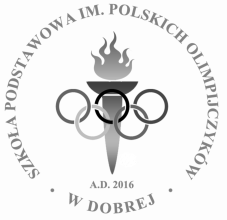 SZKOŁA PODSTAWOWA IM. POLSKICH OLIMPIJCZYKÓW
A.D. 2016
• W DOBREJ •